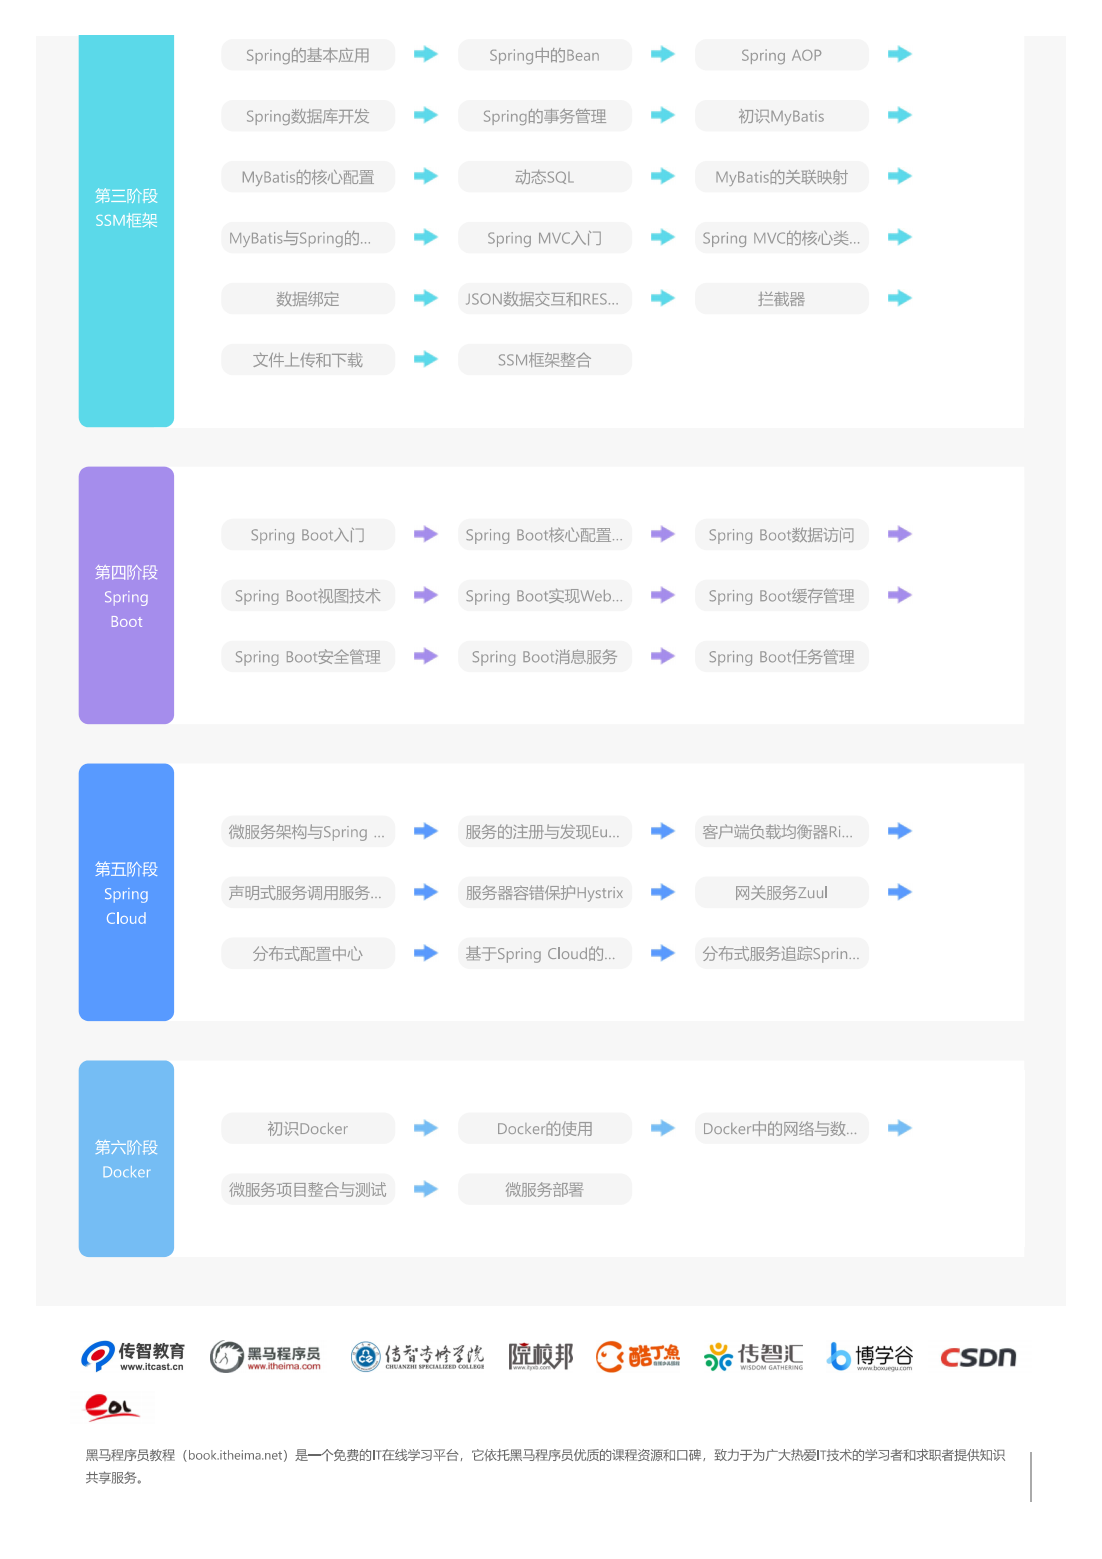 Spring的基本应用
Spring中的Bean
Spring AOP
Spring数据库开发
Spring的事务管理
初识MyBatis
第三阶段
SSM框架
MyBatis的核心配置
动态SQL
MyBatis的关联映射
MyBatis与Spring的...
Spring MVC入门
Spring MVC的核心类...
数据绑定
JSON数据交互和RES...
拦截器
文件上传和下载
SSM框架整合
第四阶段
Spring
Boot
Spring Boot入门
Spring Boot核心配置...
Spring Boot数据访问
Spring Boot视图技术
Spring Boot实现Web...
Spring Boot缓存管理
Spring Boot安全管理
Spring Boot消息服务
Spring Boot任务管理
第五阶段
Spring
Cloud
微服务架构与Spring ...
服务的注册与发现Eu...
客户端负载均衡器Ri...
声明式服务调用服务...
服务器容错保护Hystrix
网关服务Zuul
分布式配置中心
基于Spring Cloud的...
分布式服务追踪Sprin...
第六阶段
Docker
初识Docker
Docker的使用
Docker中的网络与数...
微服务项目整合与测试
微服务部署
传智教育
www.itcast.cn
黑马程序员
www.itheima.com
传智专修学院
CHUANZHI SPECIALIZED COLLEGE
院校邦
酷丁鱼
传智汇
WISDOM GATHERING
博学谷
www.boxuegu.com
CSDN
EOL
黑马程序员教程（book.itheima.net）是一个免费的IT在线学习平台，它依托黑马程序员优质的课程资源和口碑，致力于为广大热爱IT技术的学习者和求职者提供知识
共享服务。